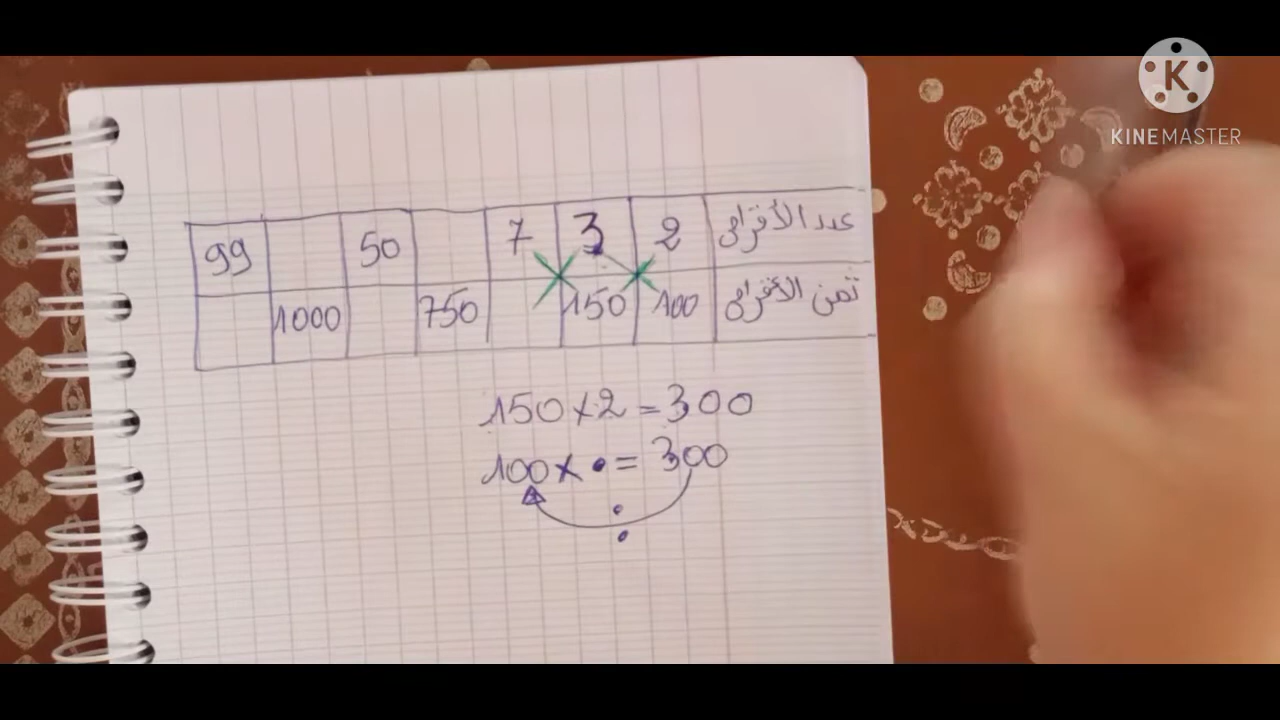 KINEMASTER
عدد الأقراص 2 3 7 50 99
ثمن الأقراص 100 150 750 1000
150 × 2 = 300
100 × • = 300
÷